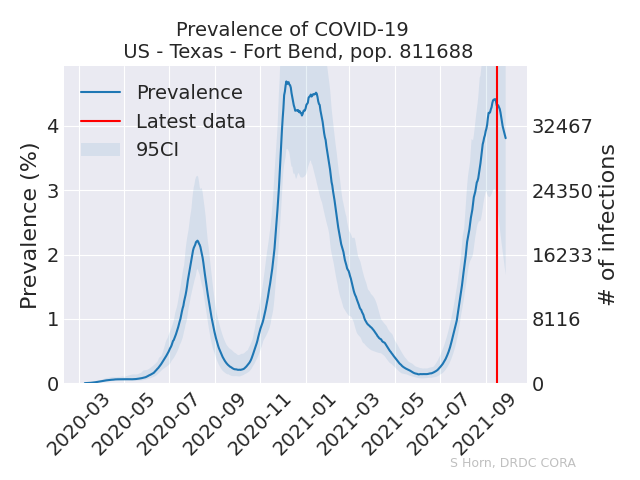 Prevalence of COVID-19
US - Texas - Fort Bend, pop. 811688
Prevalence
Latest data
95CI
Prevalence (%)
4
3
2
1
0
32467
24350
16233
8116
0
# of infections
2020-03
2020-05
2020-07
2020-09
2020-11
2021-01
2021-03
2021-05
2021-07
2021-09
S Horn, DRDC CORA